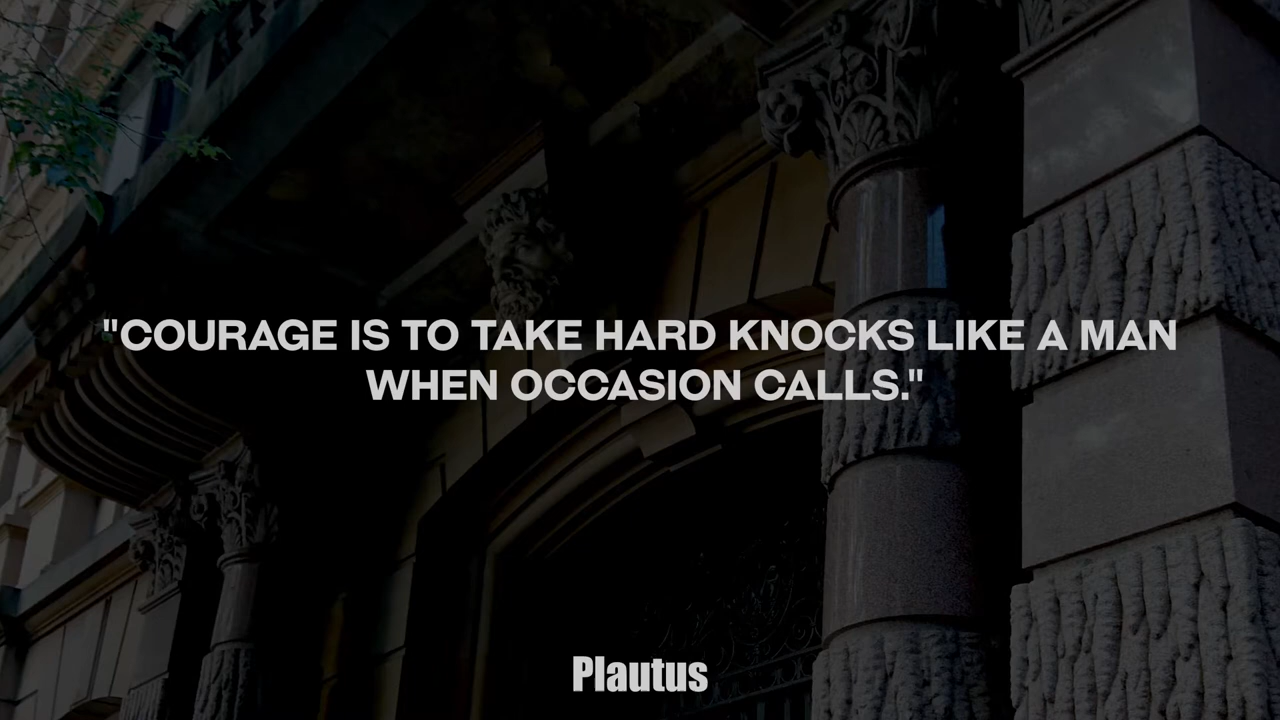 "COURAGE IS TO TAKE HARD KNOCKS LIKE A MAN
WHEN OCCASION CALLS."
Plautus